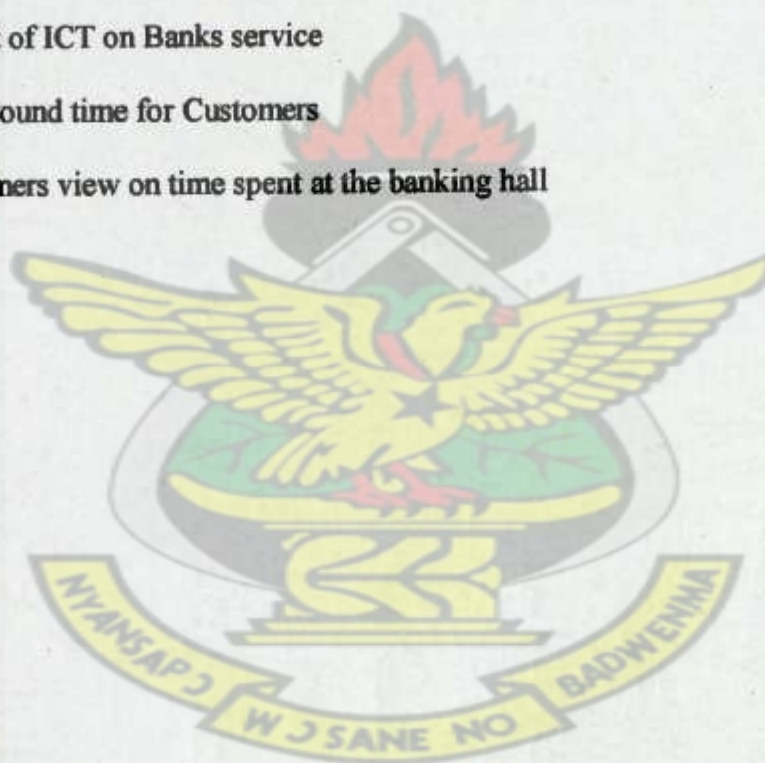 of ICT on Banks service
ound time for Customers
ners view on time spent at the banking hall
NYANSAPƆ
WƆSANE NO
BADWENMA